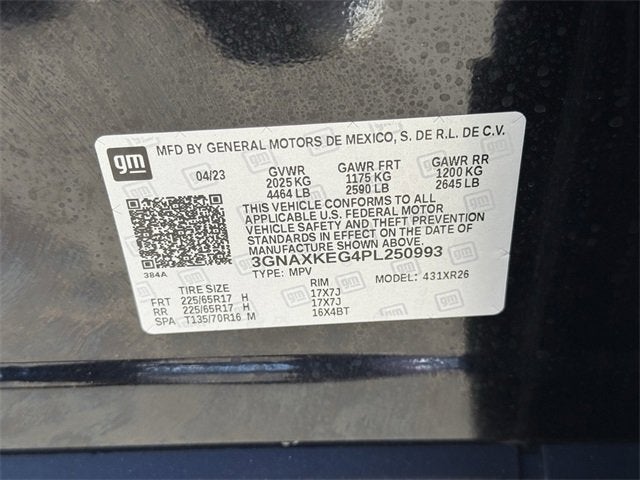 gm
MFD BY GENERAL MOTORS DE MEXICO, S. DE R.L. DE C.V.
04/23 GVWR GAWR FRT GAWR RR
2025 KG 1175 KG 1200 KG
4464 LB 2590 LB 2645 LB
THIS VEHICLE CONFORMS TO ALL
APPLICABLE U.S. FEDERAL MOTOR
VEHICLE SAFETY AND THEFT PREVENTION
STANDARDS IN EFFECT ON THE DATE OF
MANUFACTURE SHOWN ABOVE.
3GNAXKEG4PL250993
384A TYPE: MPV MODEL: 431XR26
TIRE SIZE RIM
FRT 225/65R17 H 17X7J
RR 225/65R17 H 17X7J
SPA T135/70R16 M 16X4BT